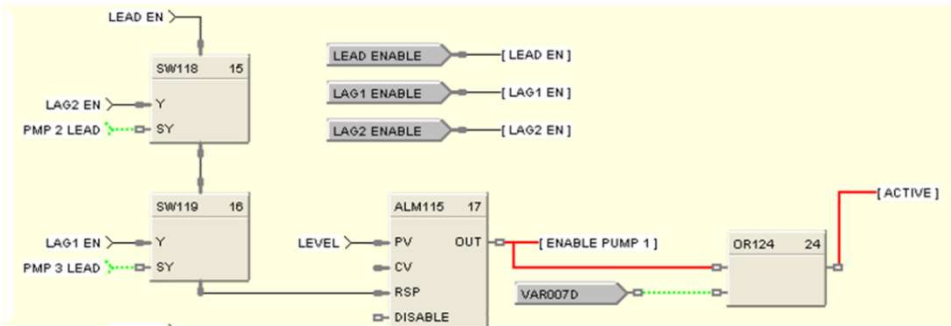 LEAD EN
SW118 15
LAG2 EN Y
PMP 2 LEAD SY
SW119 16
LAG1 EN Y
PMP 3 LEAD SY
LEAD ENABLE [ LEAD EN ]
LAG1 ENABLE [ LAG1 EN ]
LAG2 ENABLE [ LAG2 EN ]
ALM115 17
LEVEL PV OUT [ ENABLE PUMP 1 ]
CV
RSP
DISABLE
VAR007D
OR124 24
[ ACTIVE ]